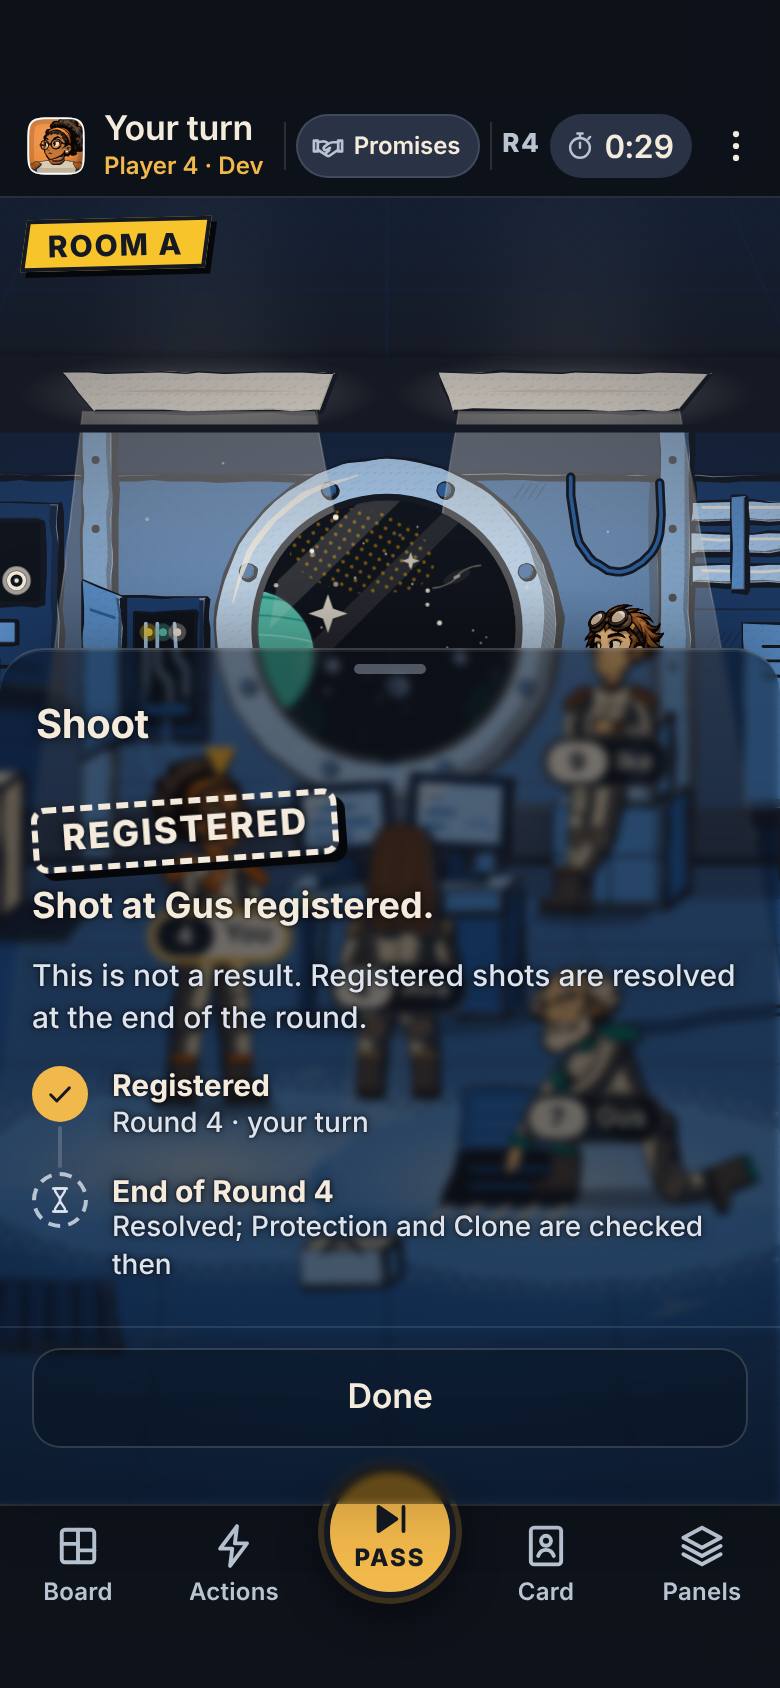 Your turn
Player 4 · Dev
Promises
R4
0:29
ROOM A
Shoot
REGISTERED
Shot at Gus registered.
This is not a result. Registered shots are resolved
at the end of the round.
Registered
Round 4 · your turn
7 Gus
End of Round 4
Resolved; Protection and Clone are checked
then
Done
PASS
Board
Actions
Card
Panels